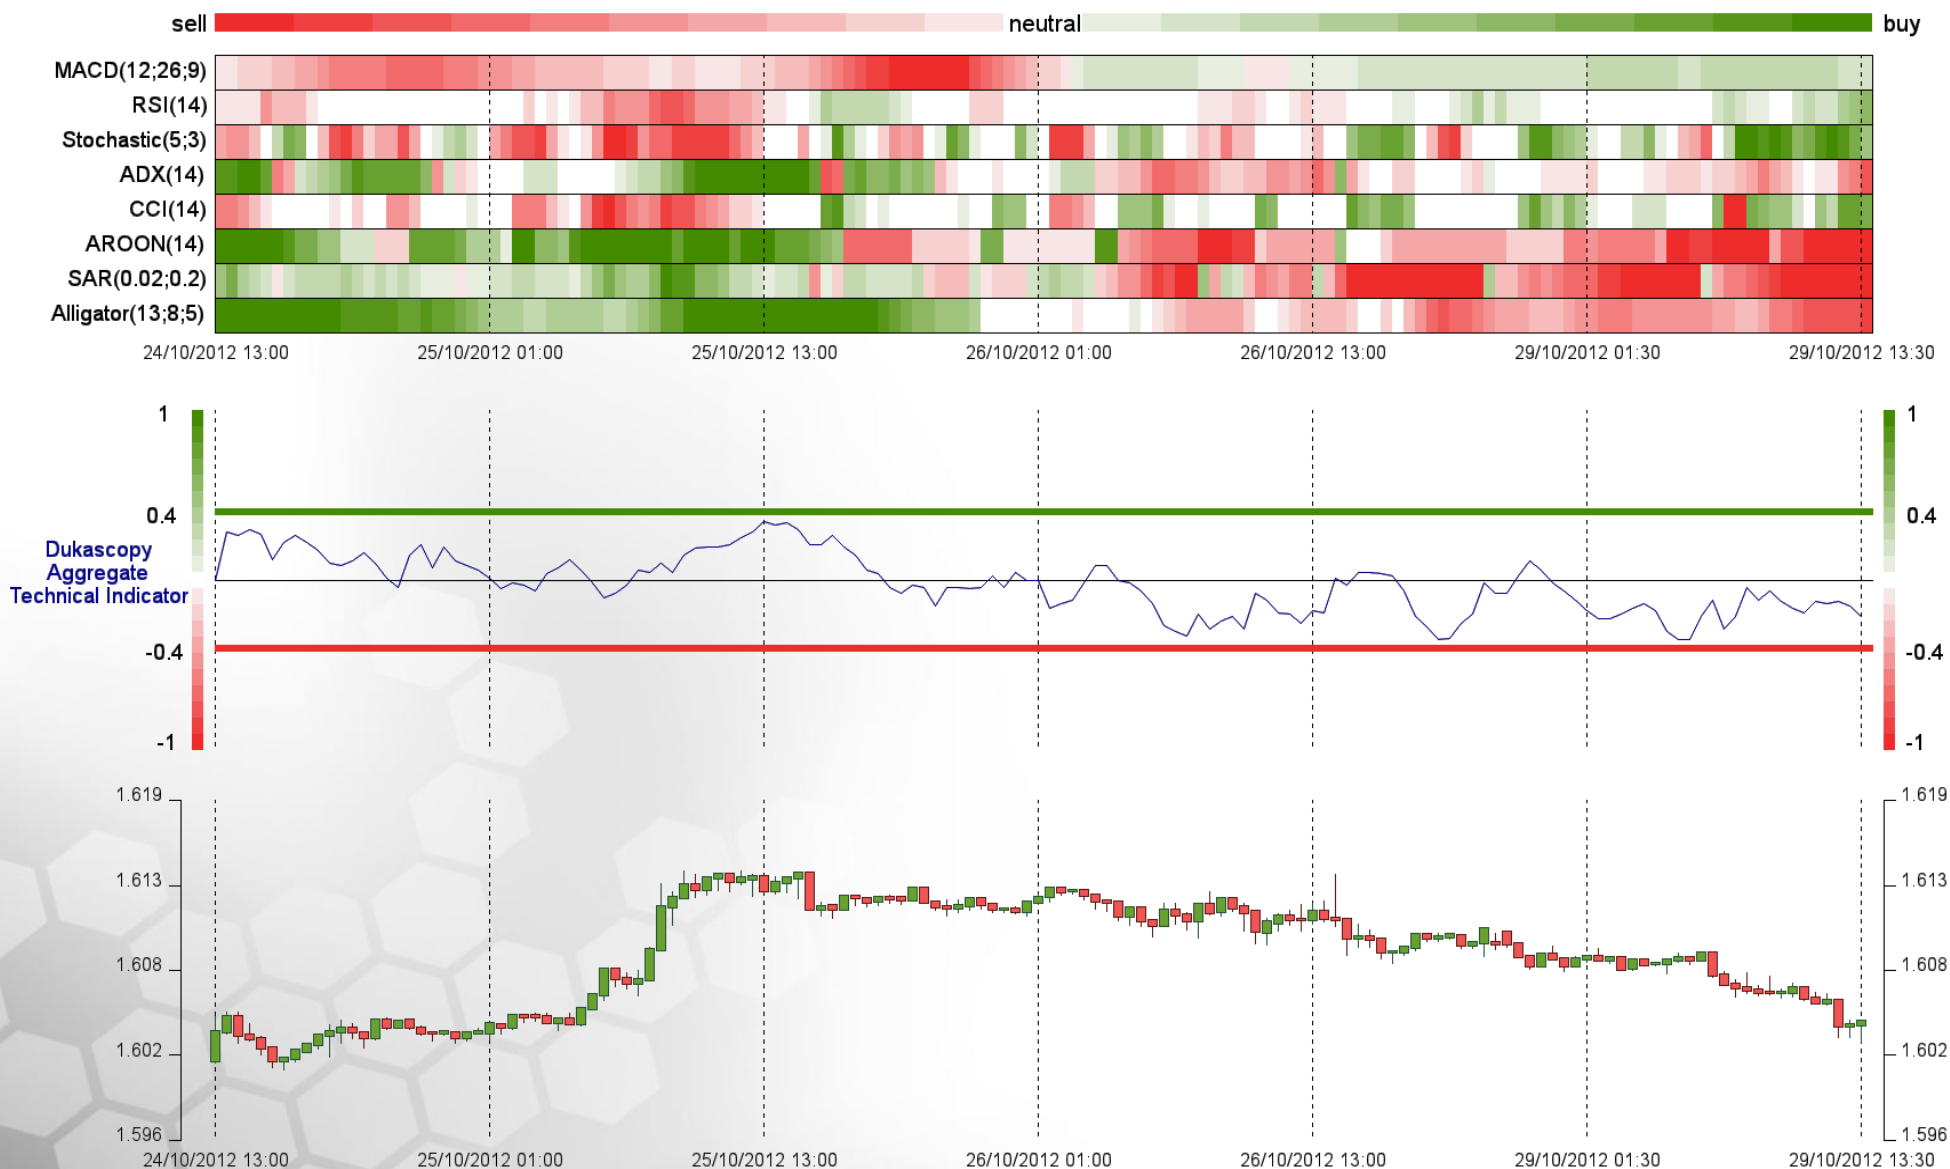 sell neutral buy
MACD(12;26;9)
RSI(14)
Stochastic(5;3)
ADX(14)
CCI(14)
AROON(14)
SAR(0.02;0.2)
Alligator(13;8;5)
24/10/2012 13:00 25/10/2012 01:00 25/10/2012 13:00 26/10/2012 01:00 26/10/2012 13:00 29/10/2012 01:30 29/10/2012 13:30
1 1
0.4 0.4
Dukascopy
Aggregate
Technical Indicator
-0.4 -0.4
-1 -1
1.619 1.619
1.613 1.613
1.608 1.608
1.602 1.602
1.596 1.596
24/10/2012 13:00 25/10/2012 01:00 25/10/2012 13:00 26/10/2012 01:00 26/10/2012 13:00 29/10/2012 01:30 29/10/2012 13:30